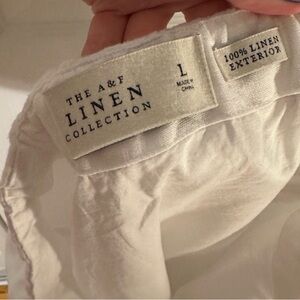 THE A&F
LINEN
COLLECTION
L
MADE IN
CHINA
100% LINEN
EXTERIOR